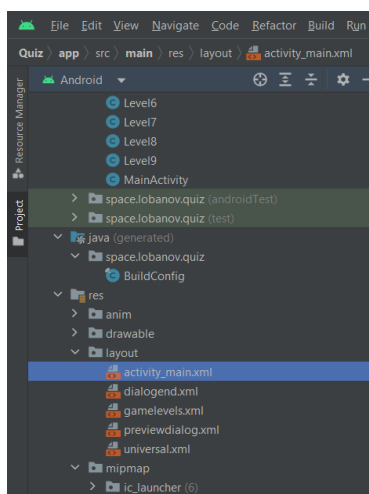 File Edit View Navigate Code Refactor Build Run
Quiz app src main res layout activity_main.xml
Android
Resource Manager
Project
Level6
Level7
Level8
Level9
MainActivity
space.lobanov.quiz (androidTest)
space.lobanov.quiz (test)
java (generated)
space.lobanov.quiz
BuildConfig
res
anim
drawable
layout
activity_main.xml
dialogend.xml
gamelevels.xml
previewdialog.xml
universal.xml
mipmap
ic_launcher (6)